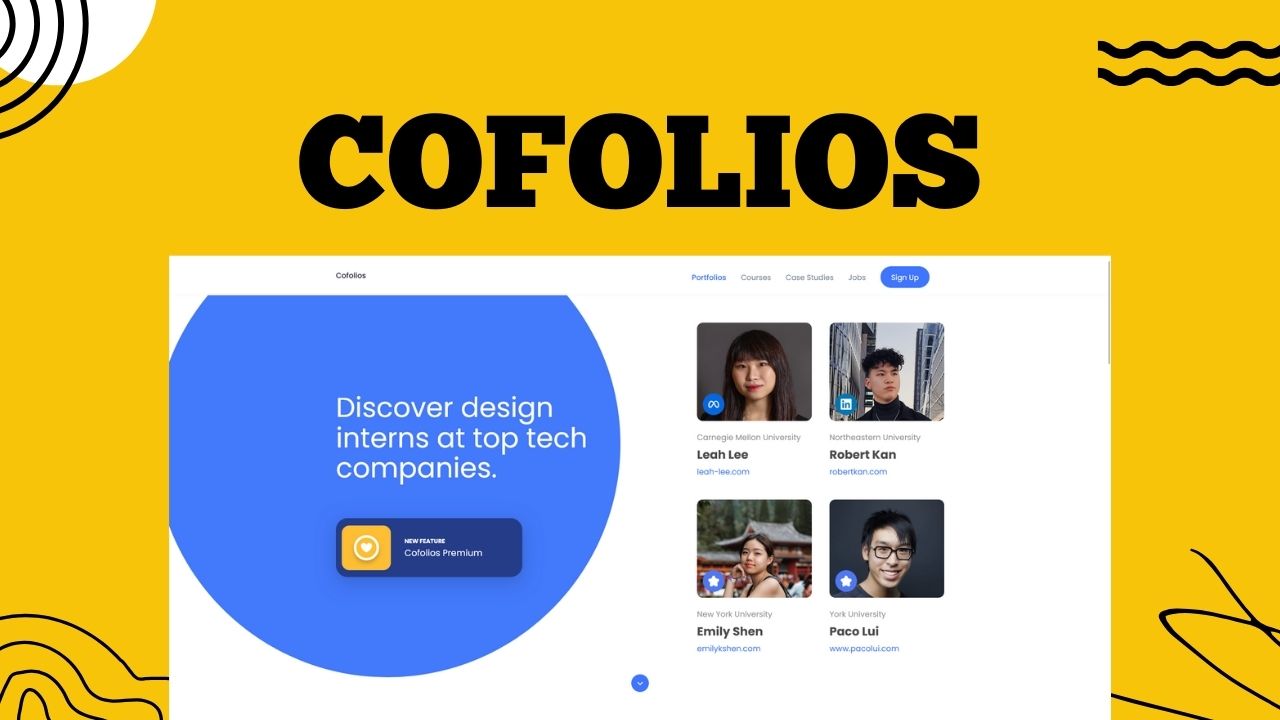 COFOLIOS
Cofolios
Portfolios Courses Case Studies Jobs Sign Up
Discover design
interns at top tech
companies.
NEW FEATURE
Cofolios Premium
Carnegie Mellon University
Leah Lee
leah-lee.com
Northeastern University
Robert Kan
robertkan.com
New York University
Emily Shen
emilykshen.com
York University
Paco Lui
www.pacolui.com